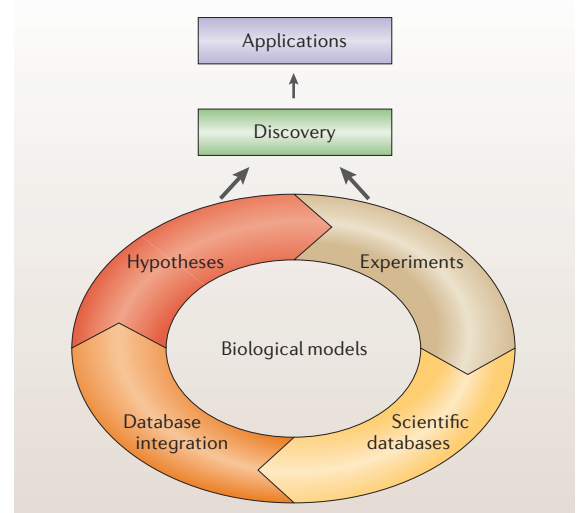 Applications
Discovery
Hypotheses
Experiments
Biological models
Database
integration
Scientific
databases